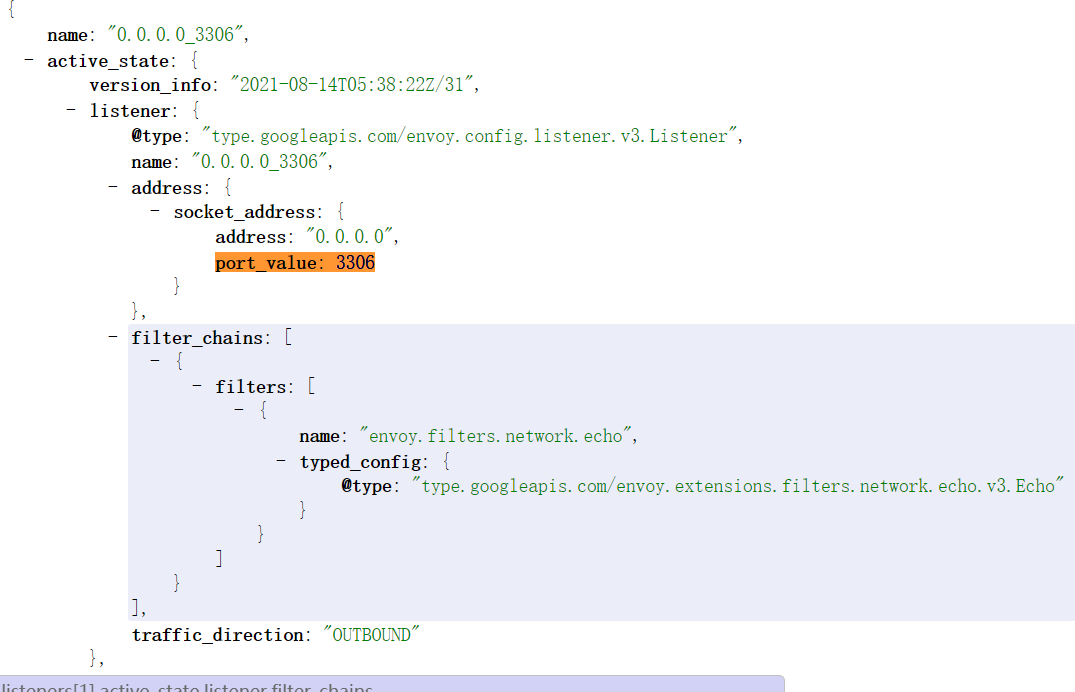 {
name: "0.0.0.0_3306",
- active_state: {
version_info: "2021-08-14T05:38:22Z/31",
- listener: {
@type: "type.googleapis.com/envoy.config.listener.v3.Listener",
name: "0.0.0.0_3306",
- address: {
- socket_address: {
address: "0.0.0.0",
port_value: 3306
}
},
- filter_chains: [
- {
- filters: [
- {
name: "envoy.filters.network.echo",
- typed_config: {
@type: "type.googleapis.com/envoy.extensions.filters.network.echo.v3.Echo"
}
}
]
}
],
traffic_direction: "OUTBOUND"
},
listeners[1].active_state.listener.filter_chains